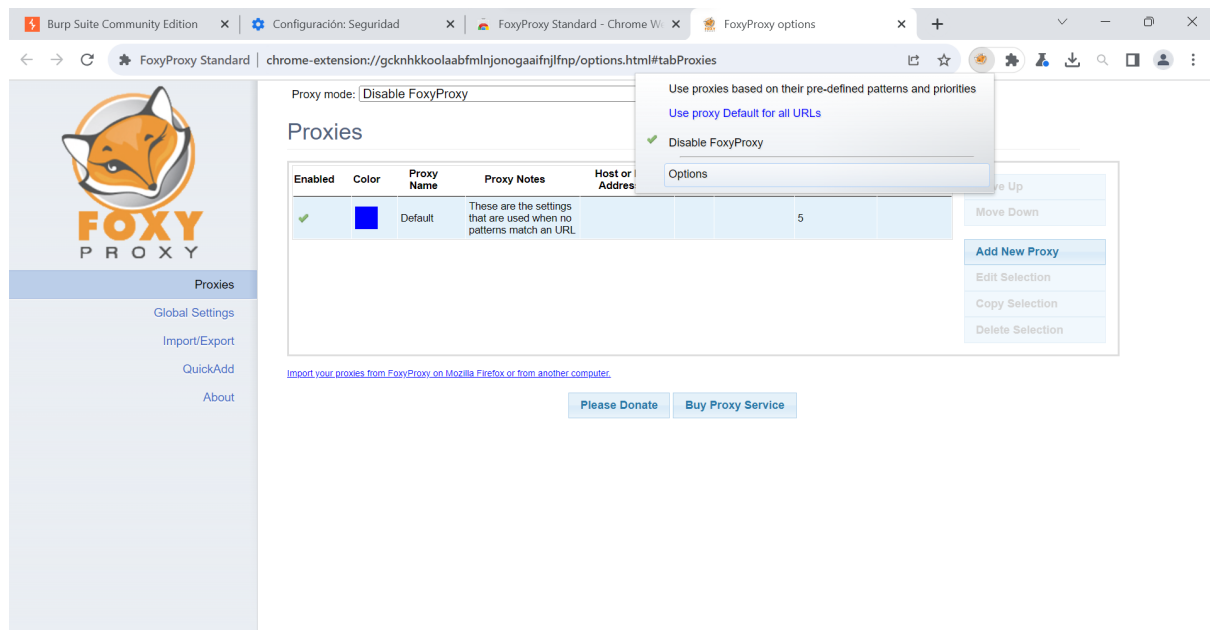 Burp Suite Community Edition
Configuración: Seguridad
FoxyProxy Standard - Chrome W
FoxyProxy options
FoxyProxy Standard | chrome-extension://gcknhkkoolaabfmlnjonogaaifnjlfnp/options.html#tabProxies
Use proxies based on their pre-defined patterns and priorities
Use proxy Default for all URLs
Disable FoxyProxy
Options
Proxy mode: Disable FoxyProxy
Proxies
Enabled
Color
Proxy
Name
Proxy Notes
Host or
Addres
Default
These are the settings
that are used when no
patterns match an URL
5
Up
Move Down
Add New Proxy
Edit Selection
Copy Selection
Delete Selection
Import your proxies from FoxyProxy on Mozilla Firefox or from another computer.
Please Donate
Buy Proxy Service
FOXY
PROXY
Proxies
Global Settings
Import/Export
QuickAdd
About